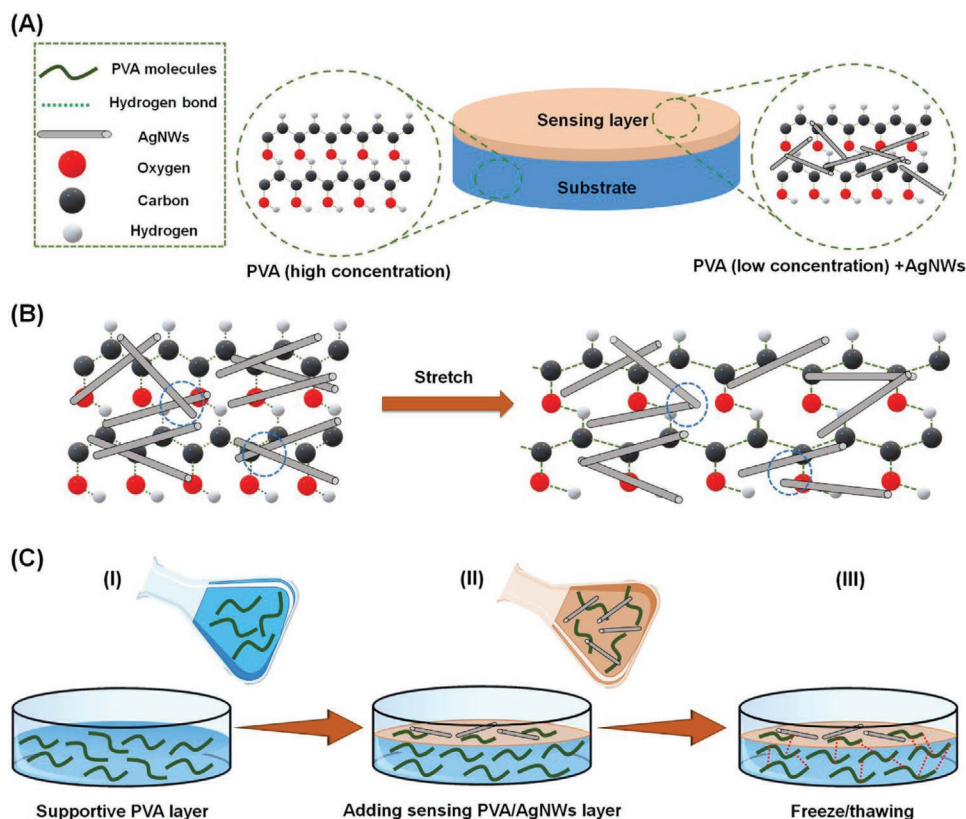 (A)
PVA molecules
Hydrogen bond
AgNWs
Oxygen
Carbon
Hydrogen
Sensing layer
Substrate
PVA (high concentration)
PVA (low concentration) +AgNWs
(B)
Stretch
(C)
(I)
(II)
(III)
Supportive PVA layer
Adding sensing PVA/AgNWs layer
Freeze/thawing